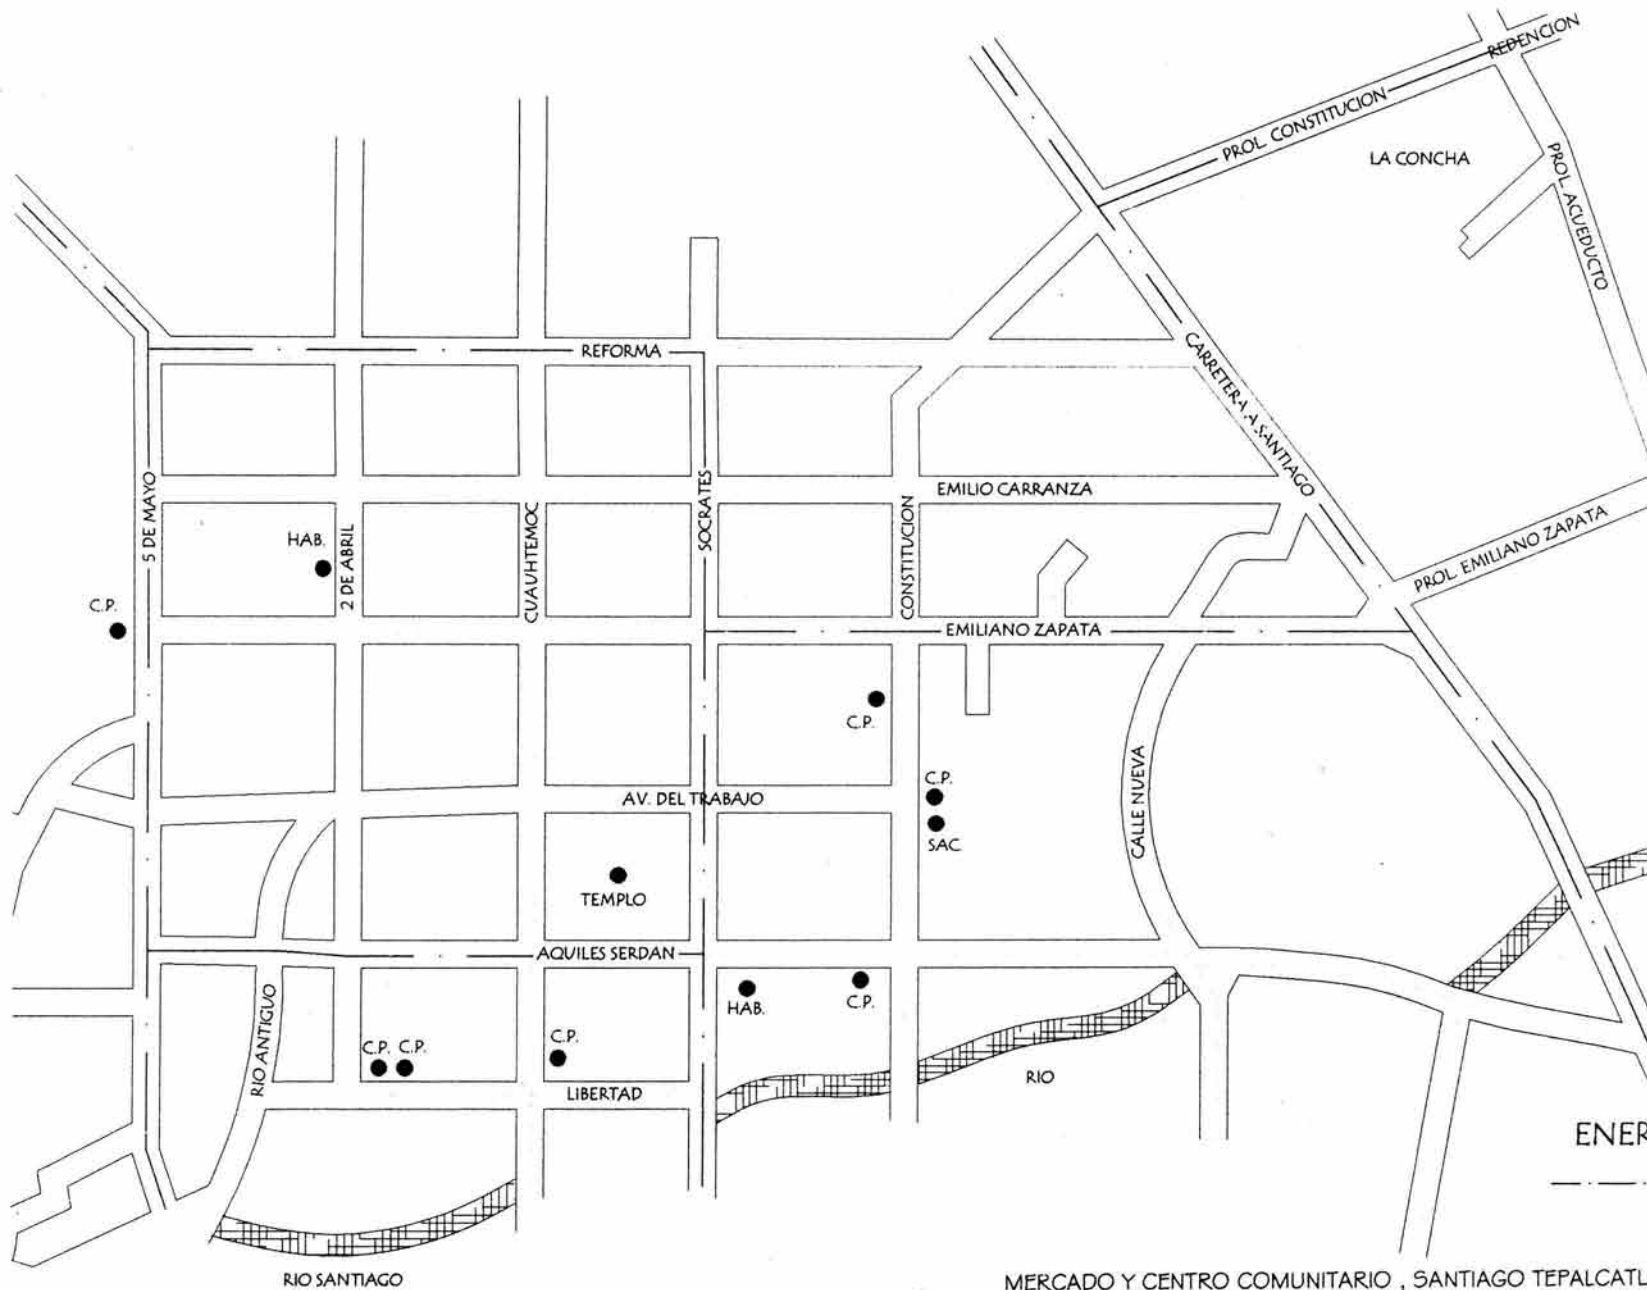 REDENCION
PROL. CONSTITUCION
LA CONCHA
PROL. ACUEDUCTO
REFORMA
CARRETERA A SANTIAGO
5 DE MAYO
2 DE ABRIL
CUAUHTEMOC
SOCRATES
CONSTITUCION
EMILIO CARRANZA
HAB.
C.P.
PROL. EMILIANO ZAPATA
EMILIANO ZAPATA
C.P.
CALLE NUEVA
C.P.
SAC
AV. DEL TRABAJO
TEMPLO
AQUILES SERDAN
HAB.
C.P.
RIO ANTIGUO
C.P. C.P.
C.P.
LIBERTAD
RIO
ENER
RIO SANTIAGO
MERCADO Y CENTRO COMUNITARIO , SANTIAGO TEPALCATL